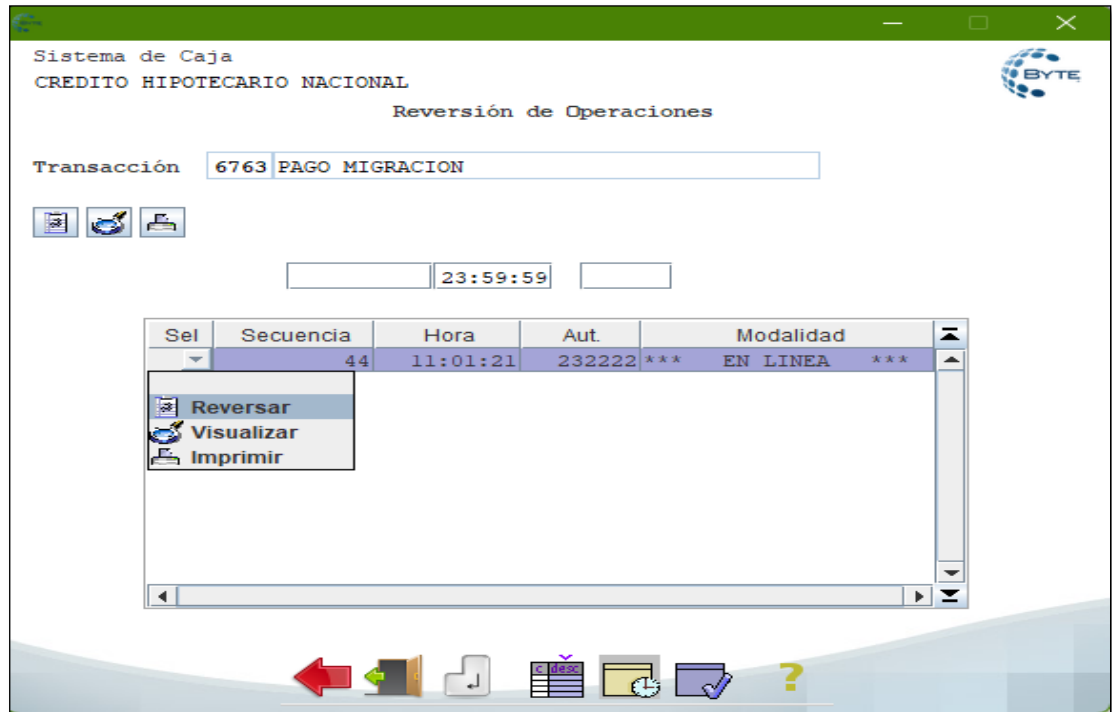 Sistema de Caja
BYTE
CREDITO HIPOTECARIO NACIONAL
Reversión de Operaciones
Transacción 6763 PAGO MIGRACION
23:59:59
Sel Secuencia Hora Aut. Modalidad
44 11:01:21 232222 *** EN LINEA ***
Reversar
Visualizar
Imprimir
c desc
?